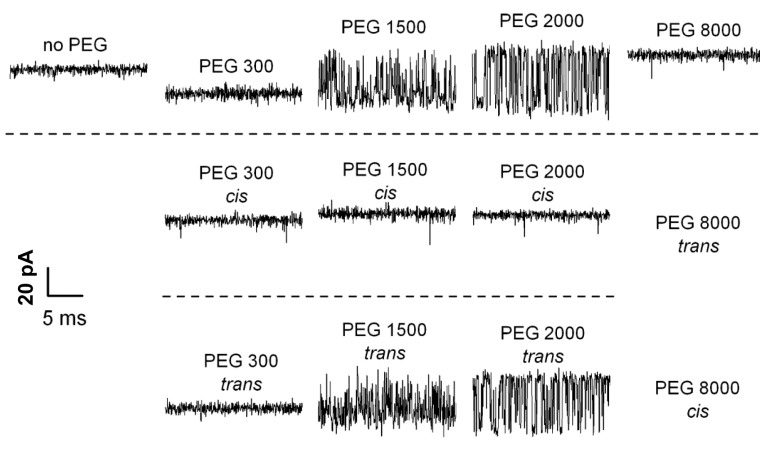 no PEG
PEG 300
PEG 1500
PEG 2000
PEG 8000
PEG 300
cis
PEG 1500
cis
PEG 2000
cis
PEG 8000
trans
20 pA
5 ms
PEG 300
trans
PEG 1500
trans
PEG 2000
trans
PEG 8000
cis